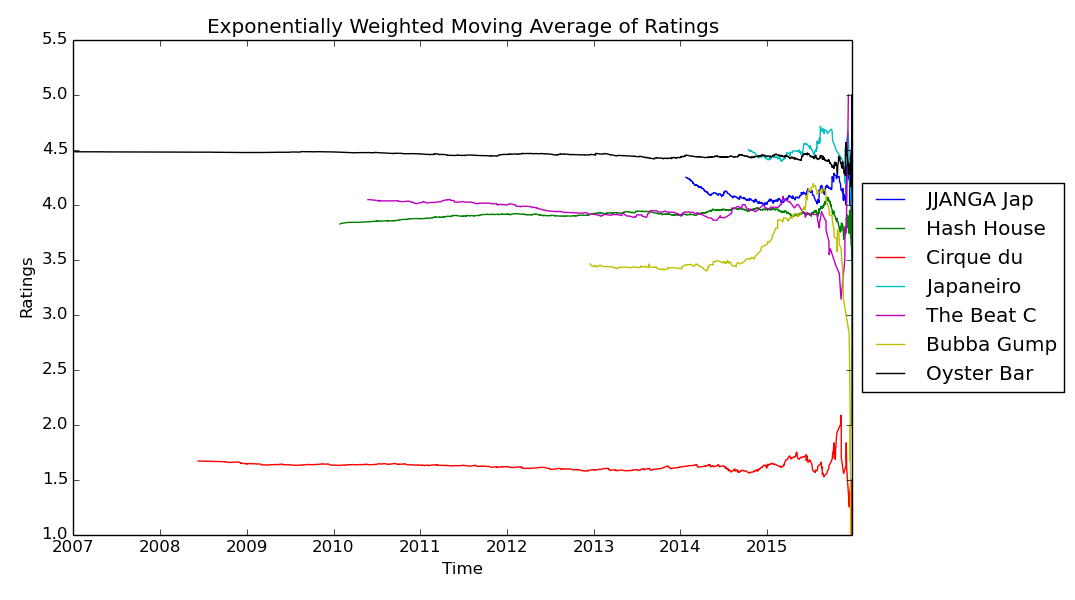 Exponentially Weighted Moving Average of Ratings
5.5
5.0
4.5
4.0
3.5
3.0
2.5
2.0
1.5
1.0
Ratings
2007 2008 2009 2010 2011 2012 2013 2014 2015
Time
JJANGA Jap
Hash House
Cirque du
Japaneiro
The Beat C
Bubba Gump
Oyster Bar